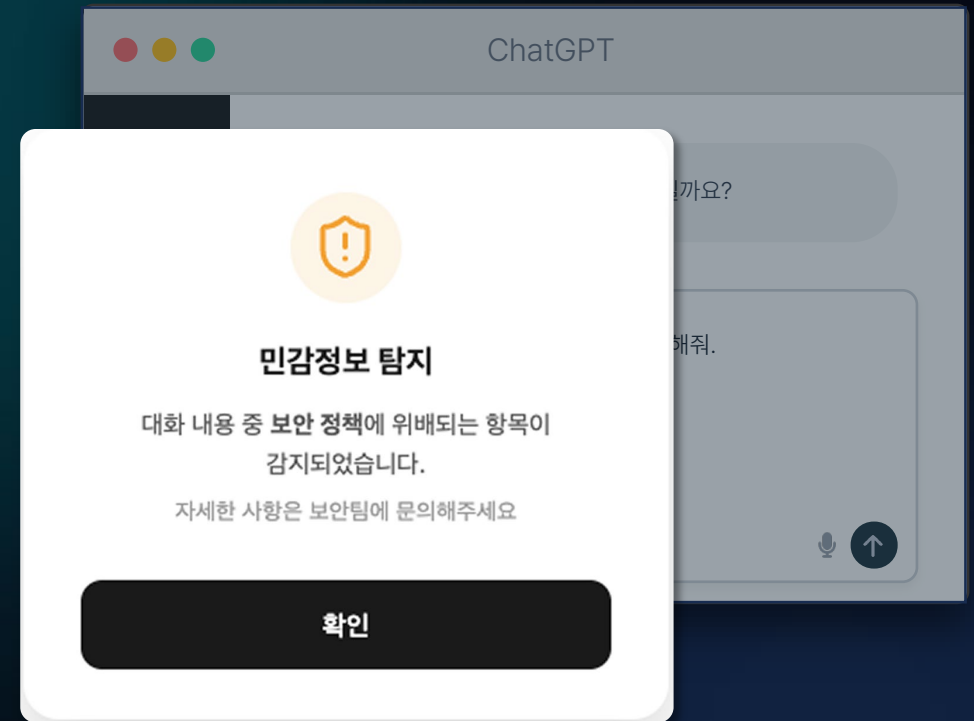 ChatGPT
까요?
해줘.
민감정보 탐지
대화 내용 중 보안 정책에 위배되는 항목이
감지되었습니다.
자세한 사항은 보안팀에 문의해주세요
확인